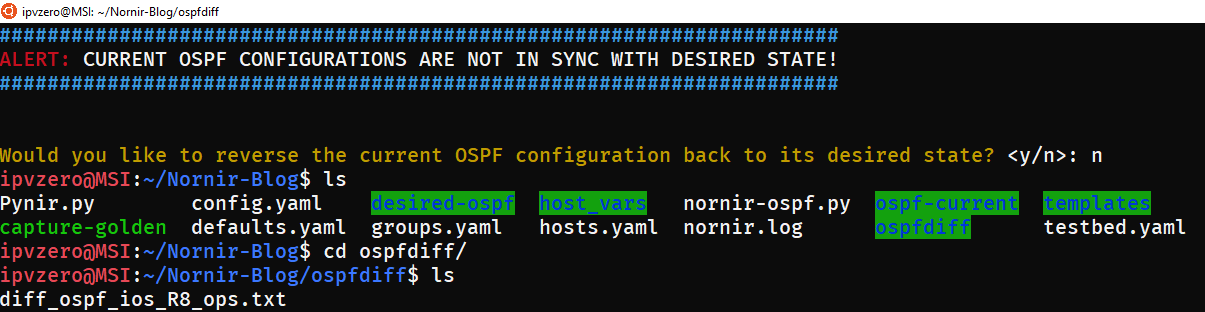 ipvzero@MSI: ~/Nornir-Blog/ospfdiff
######################################################################
ALERT: CURRENT OSPF CONFIGURATIONS ARE NOT IN SYNC WITH DESIRED STATE!
######################################################################
Would you like to reverse the current OSPF configuration back to its desired state? <y/n>: n
ipvzero@MSI:~/Nornir-Blog$ ls
Pynir.py        config.yaml    desired-ospf  host_vars   nornir-ospf.py  ospf-current  templates
capture-golden  defaults.yaml  groups.yaml   hosts.yaml  nornir.log      ospfdiff      testbed.yaml
ipvzero@MSI:~/Nornir-Blog$ cd ospfdiff/
ipvzero@MSI:~/Nornir-Blog/ospfdiff$ ls
diff_ospf_ios_R8_ops.txt